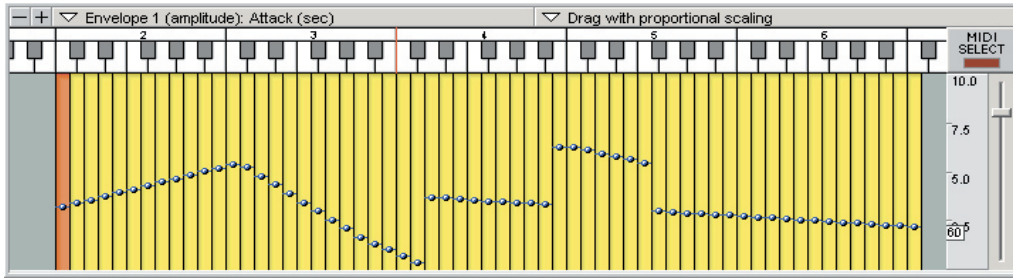 − + ▽ Envelope 1 (amplitude): Attack (sec) ▽ Drag with proportional scaling
2 3 4 5 6
MIDI
SELECT
10.0
7.5
5.0
60